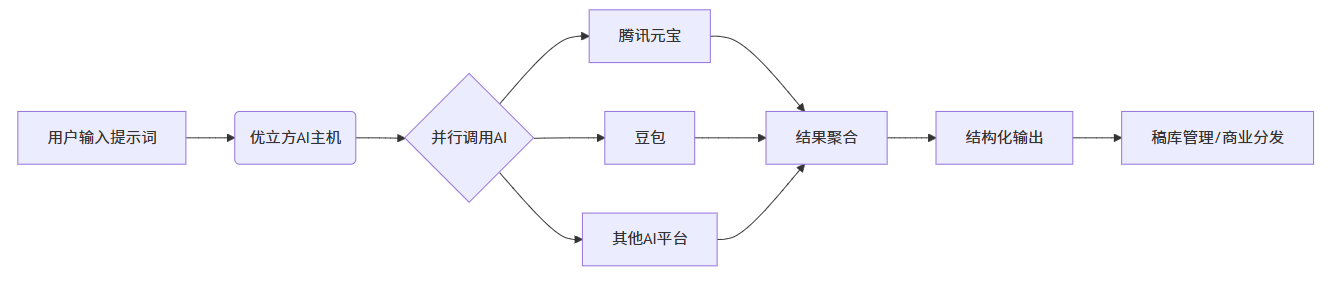 用户输入提示词
优立方AI主机
并行调用AI
腾讯元宝
豆包
其他AI平台
结果聚合
结构化输出
稿库管理/商业分发